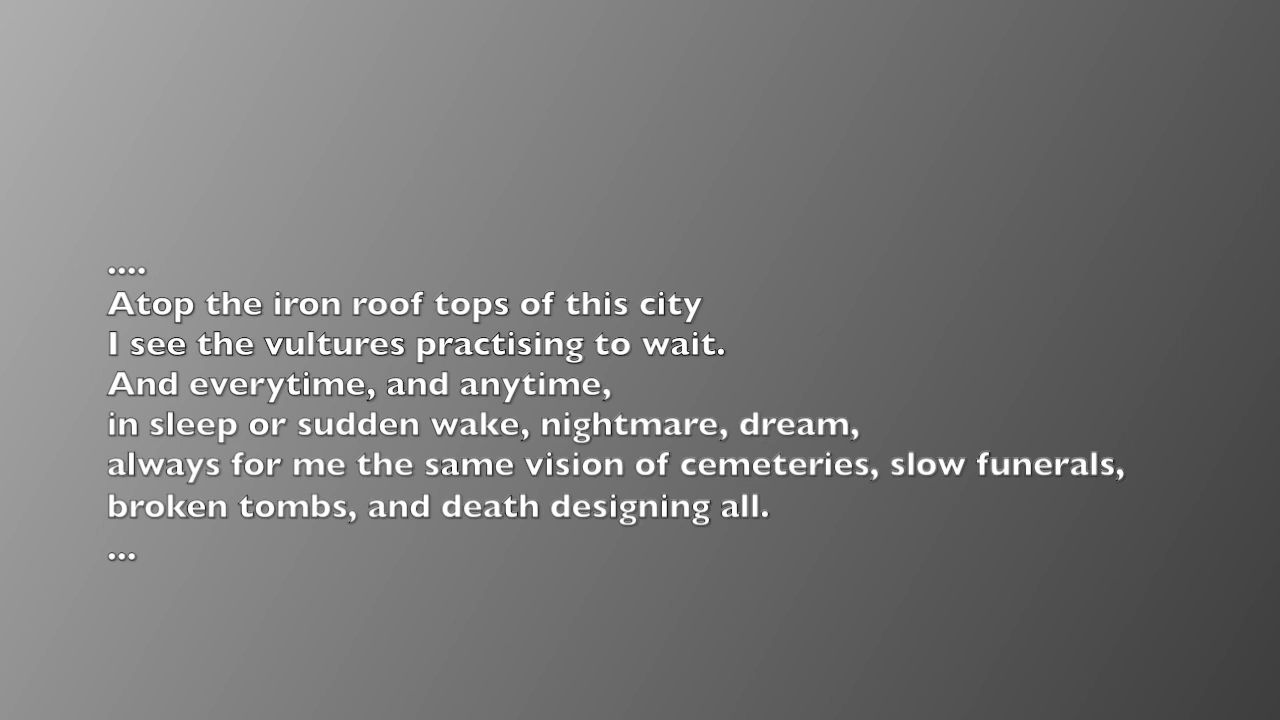 ....
Atop the iron roof tops of this city
I see the vultures practising to wait.
And everytime, and anytime,
in sleep or sudden wake, nightmare, dream,
always for me the same vision of cemeteries, slow funerals,
broken tombs, and death designing all.
...